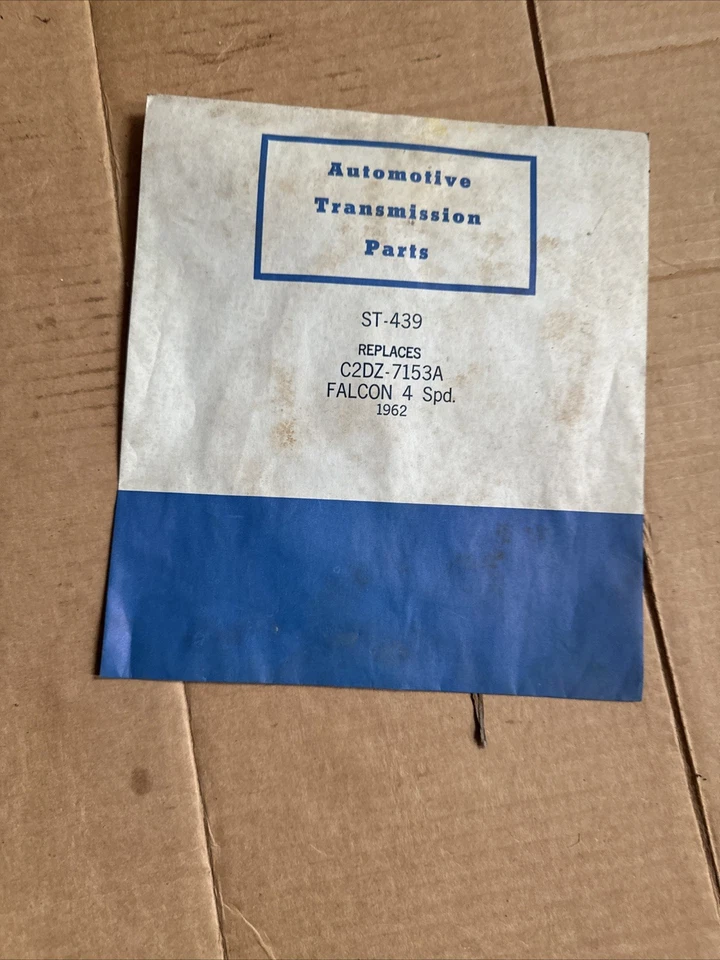 Automotive
Transmission
Parts
ST-439
REPLACES
C2DZ-7153A
FALCON 4 Spd.
1962